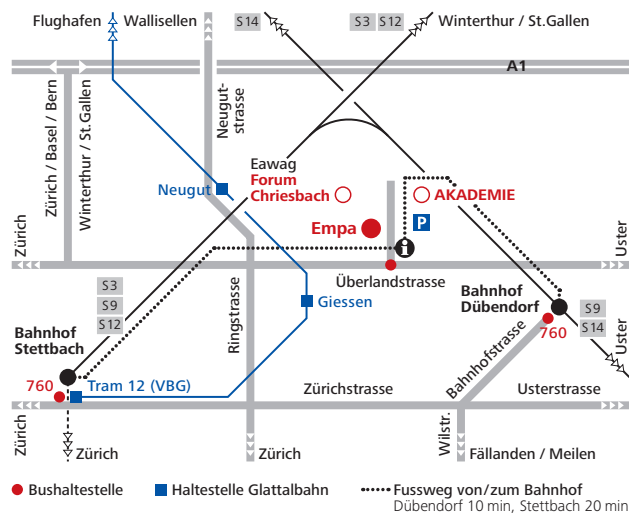 Flughafen
Wallisellen
S14
S3
S12
Winterthur / St.Gallen
A1
Zürich / Basel / Bern
Winterthur / St.Gallen
Neugut-
strasse
Eawag
Forum
Chriesbach
Neugut
AKADEMIE
P
Empa
i
Zürich
Uster
Überlandstrasse
S3
S9
S12
Giessen
Ringstrasse
Bahnhof
Dübendorf
S9
S14
760
Uster
Bahnhof
Stettbach
760
Tram 12 (VBG)
Bahnhofstrasse
Zürichstrasse
Usterstrasse
Zürich
Wilstr.
Zürich
Zürich
Fällanden / Meilen
Bushaltestelle
Haltestelle Glattalbahn
Fussweg von/zum Bahnhof
Dübendorf 10 min, Stettbach 20 min